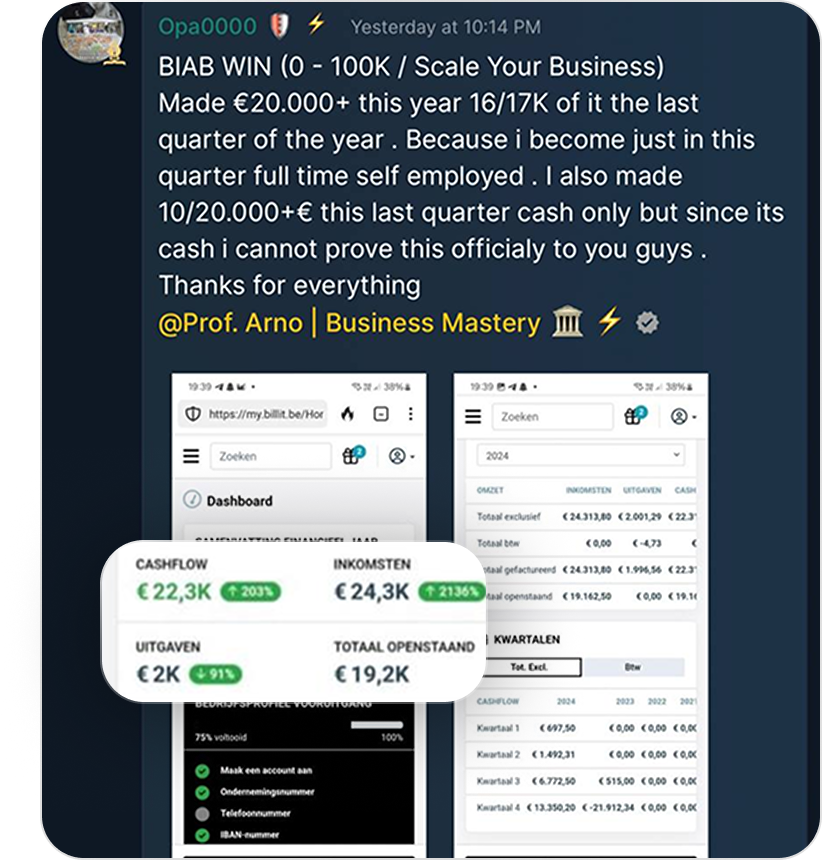 Opa0000 Yesterday at 10:14 PM
BIAB WIN (0 - 100K / Scale Your Business)
Made €20.000+ this year 16/17K of it the last
quarter of the year . Because i become just in this
quarter full time self employed . I also made
10/20.000+€ this last quarter cash only but since its
cash i cannot prove this officialy to you guys .
Thanks for everything
@Prof. Arno | Business Mastery
19:39 38%
https://my.billit.be/Hor
Zoeken 2
Dashboard
SAMENVATTING FINANCIEEL JAAR
CASHFLOW INKOMSTEN
€ 22,3K ↑ 203% € 24,3K ↑ 2136%
UITGAVEN TOTAAL OPENSTAAND
€ 2K ↓ 91% € 19,2K
BEDRIJFSPROFIEL VOORUITGANG
75% voltooid 100%
Maak een account aan
Ondernemingsnummer
Telefoonnummer
IBAN-nummer
19:39 38%
Zoeken 2
2024
OMZET INKOMSTEN UITGAVEN CASH
Totaal exclusief € 24.313,80 € 2.001,29 € 22.3
Totaal btw € 0,00 € -4,73 €
otaal gefactureerd € 24.313,80 € 1.996,56 € 22.3
taal openstaand € 19.162,50 € 0,00 € 19.1
KWARTALEN
Tot. Excl. Btw
CASHFLOW 2024 2023 2022 2021
Kwartaal 1 € 697,50 € 0,00 € 0,00 € 0,0
Kwartaal 2 € 1.492,31 € 0,00 € 0,00 € 0,0
Kwartaal 3 € 6.772,50 € 515,00 € 0,00 € 0,0
Kwartaal 4 € 13.350,20 € -21.912,34 € 0,00 € 0,0